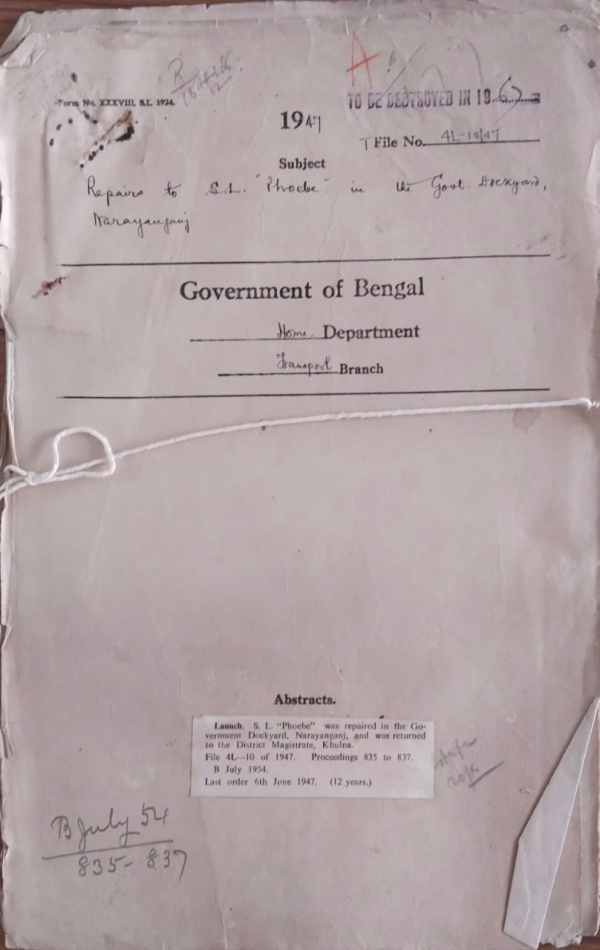 R
A
Form No. XXXVIII, B.I. 1924.
TO BE DESTROYED IN 19
1947
File No. 4L-10/47
Subject
Repairs to S.L. "Phoebe" in the Govt. Dockyard,
Narayanganj
Government of Bengal
Home Department
Transport Branch
Abstracts.
Launch. S. L. "Phoebe" was repaired in the Go-
vernment Dockyard, Narayanganj, and was returned
to the District Magistrate, Khulna.
File 4L—10 of 1947. Proceedings 835 to 837.
B July 1954.
Last order 6th June 1947. (12 years.)
B July 54
835-837